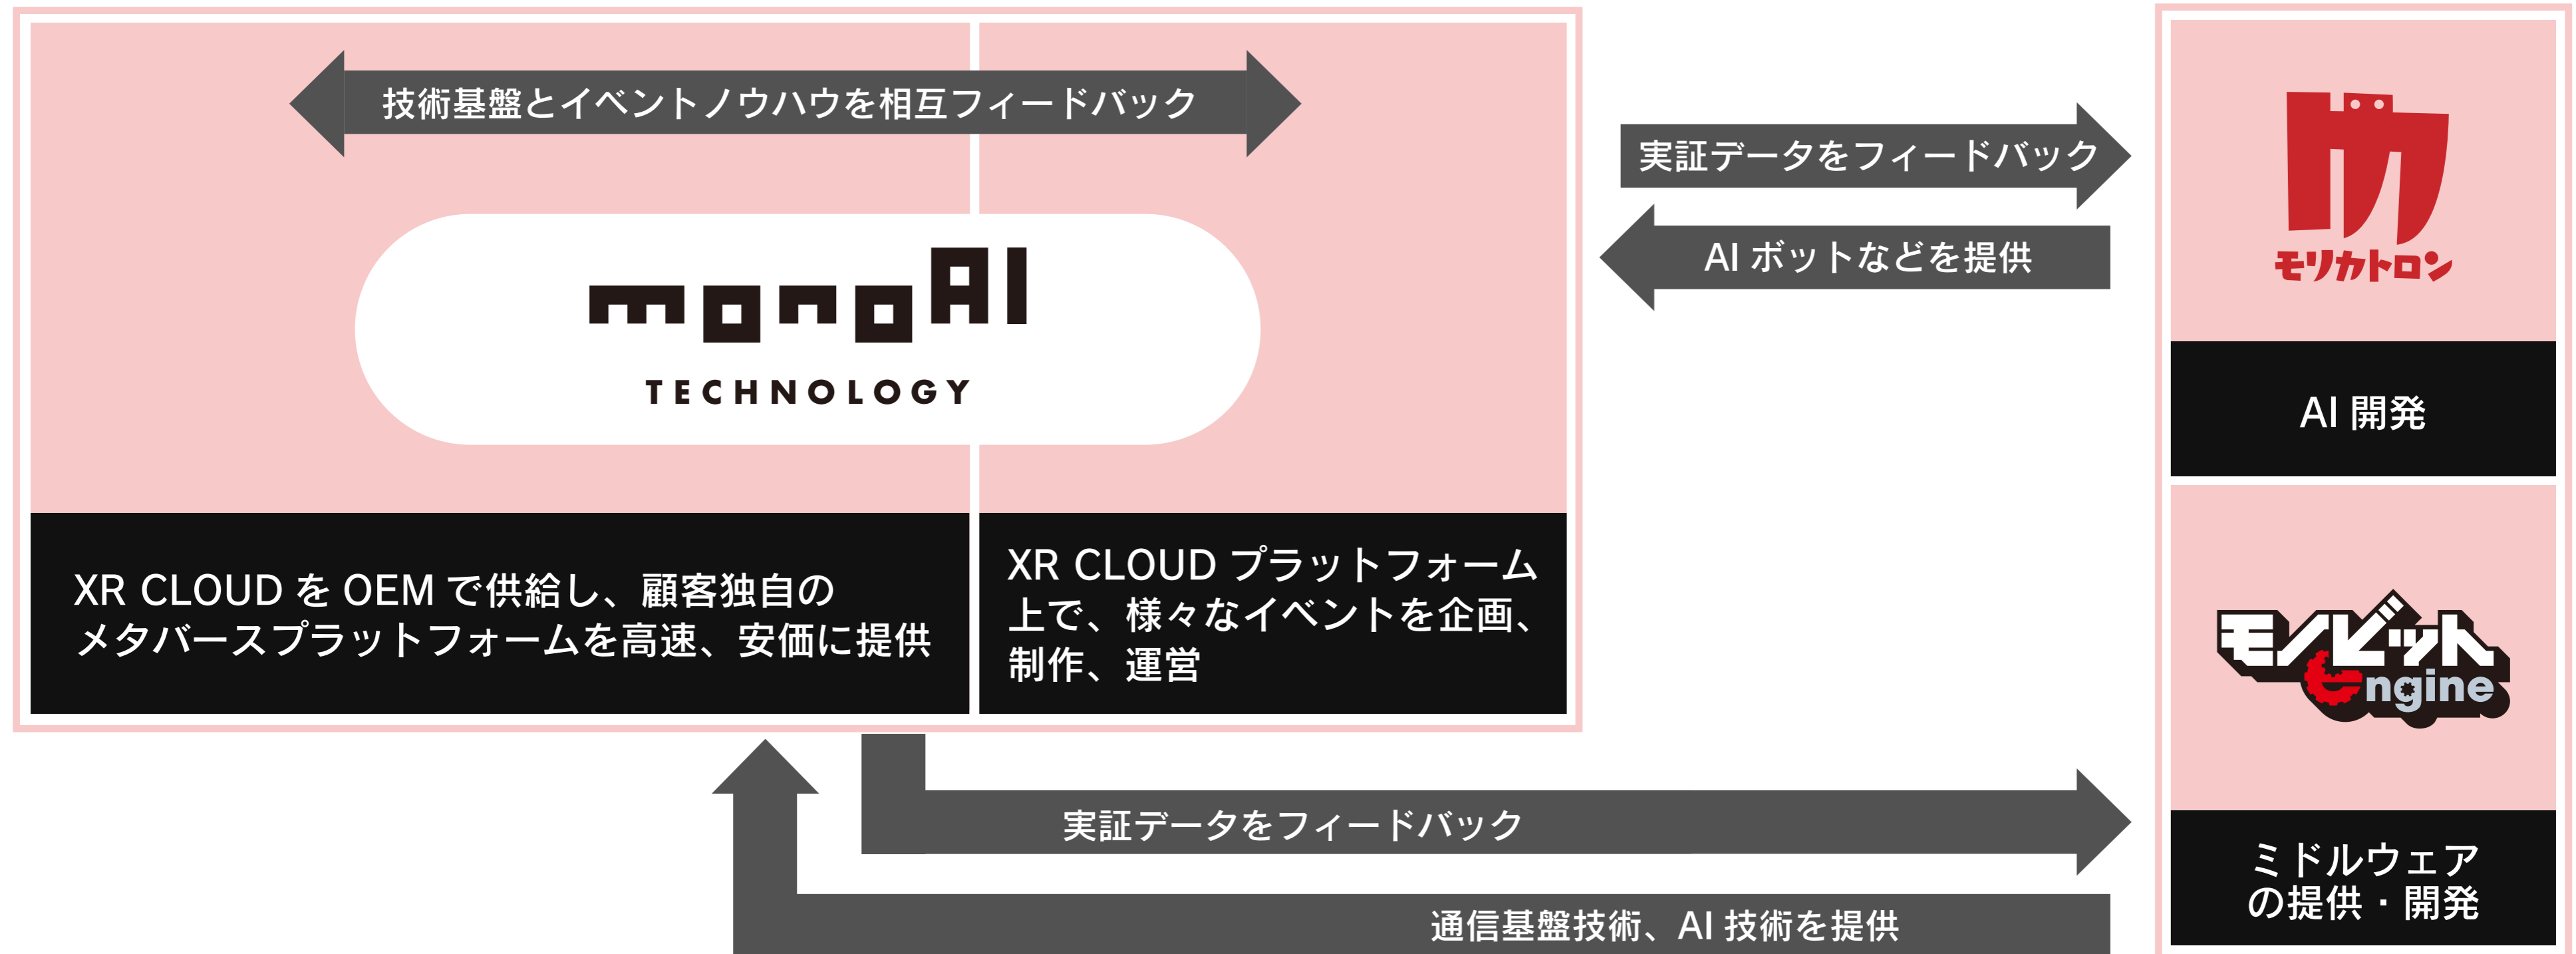 技術基盤とイベントノウハウを相互フィードバック
monoAI
TECHNOLOGY
XR CLOUD を OEM で供給し、顧客独自の
メタバースプラットフォームを高速、安価に提供
XR CLOUD プラットフォーム
上で、様々なイベントを企画、
制作、運営
実証データをフィードバック
AI ボットなどを提供
モリカトロン
AI 開発
モノビット
engine
ミドルウェア
の提供・開発
実証データをフィードバック
通信基盤技術、AI 技術を提供